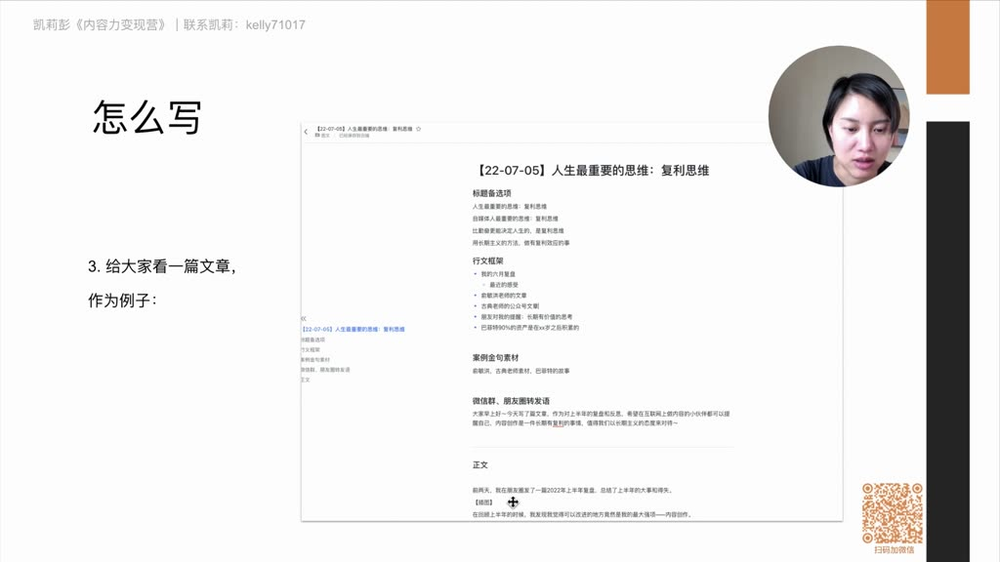 凯莉彭《内容力变现营》｜联系凯莉：kelly71017
怎么写
3. 给大家看一篇文章，
作为例子：
【22-07-05】人生最重要的思维：复利思维
【22-07-05】人生最重要的思维：复利思维
标题备选项
人生最重要的思维：复利思维
自媒体人最重要的思维：复利思维
比勤奋更能决定人生的，是复利思维
用长期主义的方法，做有复利效应的事
行文框架
我的六月复盘
最近的感受
俞敏洪老师的文章
古典老师的公众号文章
朋友对我的提醒：长期有价值的思考
巴菲特90%的资产是在xx岁之后积累的
案例金句素材
俞敏洪，古典老师素材，巴菲特的故事
微信群、朋友圈转发语
大家早上好～今天写了篇文章，作为对上半年的复盘和反思，希望在互联网上做内容的小伙伴都可以提
醒自己，内容创作是一件长期有复利的事情，值得我们以长期主义的态度来对待～
正文
前两天，我在朋友圈发了一篇2022年上半年复盘，总结了上半年的大事和得失。
【插图】
在回顾上半年的时候，我发现我觉得可以改进的地方竟然是我的最大强项——内容创作。
【22-07-05】人生最重要的思维：复利思维
标题备选项
行文框架
案例金句素材
微信群、朋友圈转发语
正文
扫码加微信